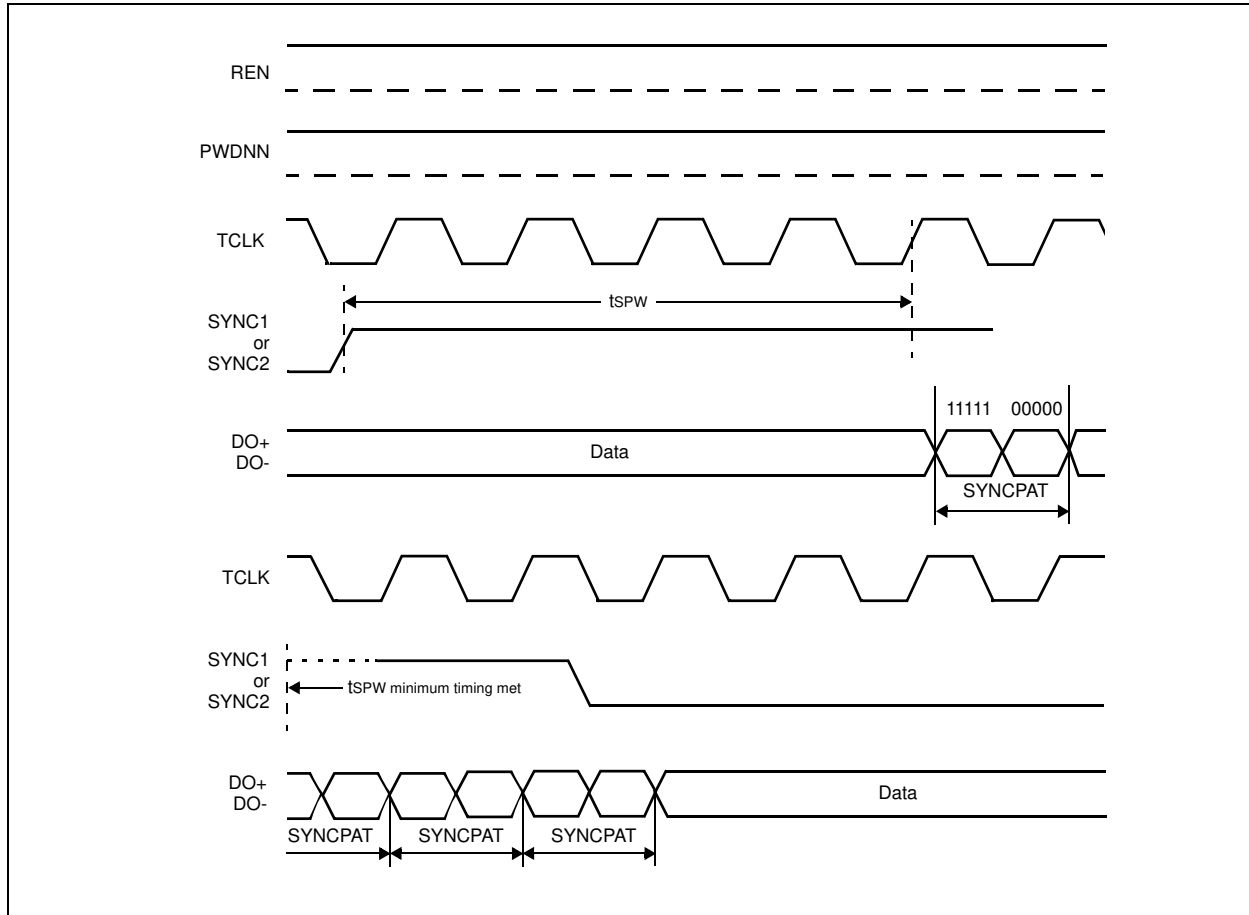 REN
PWDNN
TCLK
tSPW
SYNC1
or
SYNC2
11111 00000
DO+
DO-
Data
SYNCPAT
TCLK
SYNC1
or
SYNC2
tSPW minimum timing met
DO+
DO-
Data
SYNCPAT SYNCPAT SYNCPAT